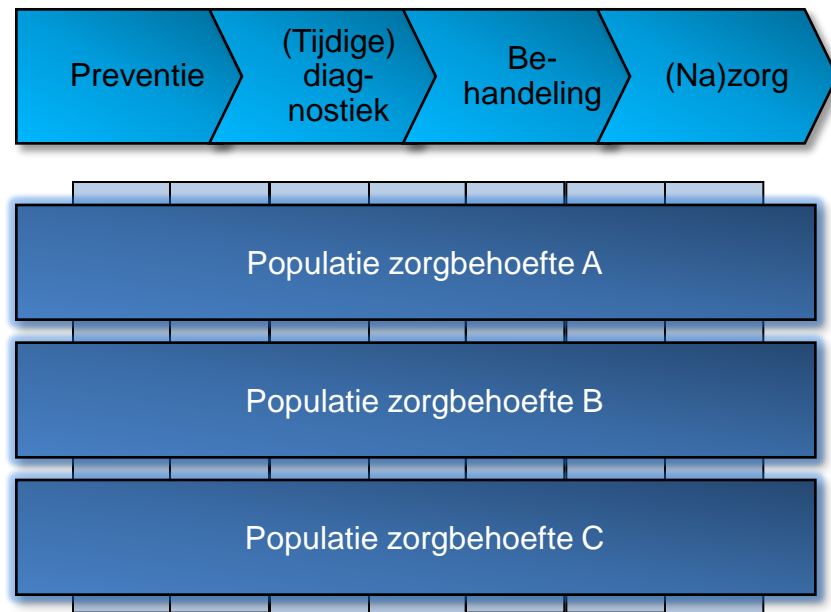 Preventie
(Tijdige)
diag-
nostiek
Be-
handeling
(Na)zorg
Populatie zorgbehoefte A
Populatie zorgbehoefte B
Populatie zorgbehoefte C